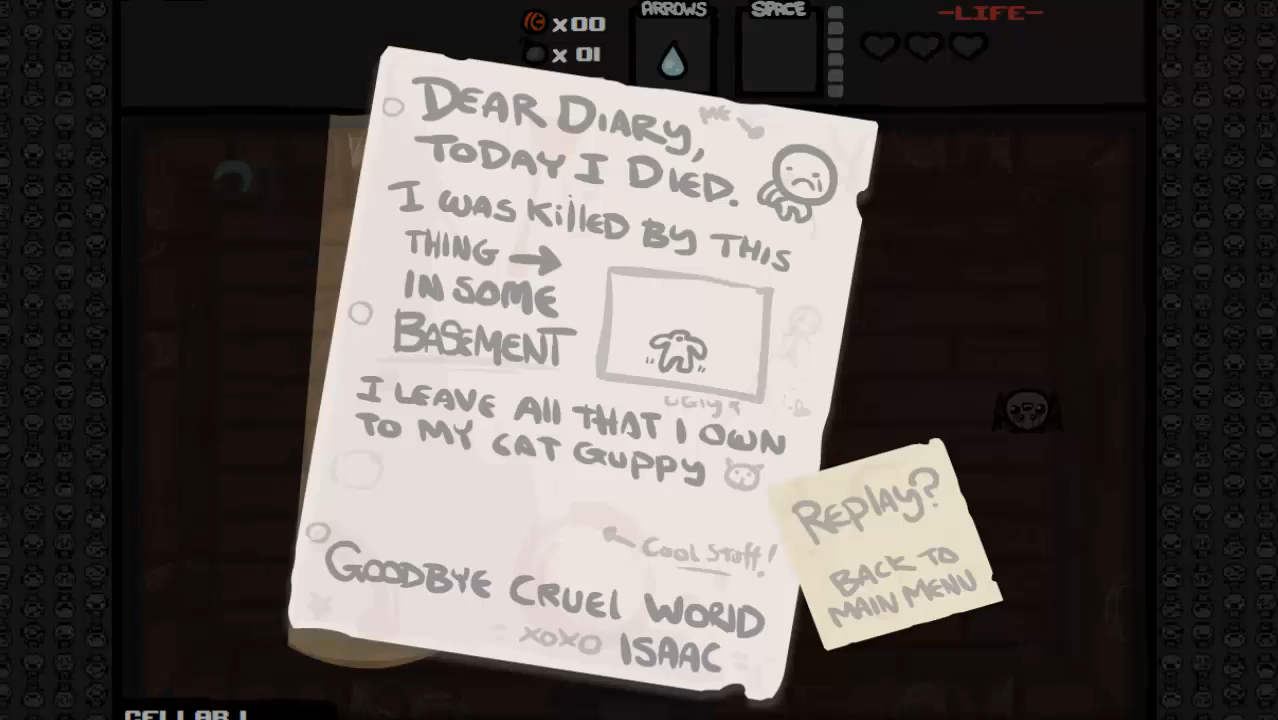 ARROWS
SPACE
-LIFE-
x00
x 01
DEAR DIARY,
ME
TODAY I DIED.
I WAS KillED BY THIS
THING →
IN SOME
BASEMENT
UGLY
I LEAVE All THAT I OWN
TO MY CAT GUPPY
← COOL STUFF!
GOODBYE CRUEL WORLD
XOXO ISAAC
REPLAY?
BACK TO
MAIN MENU
CELLAR I